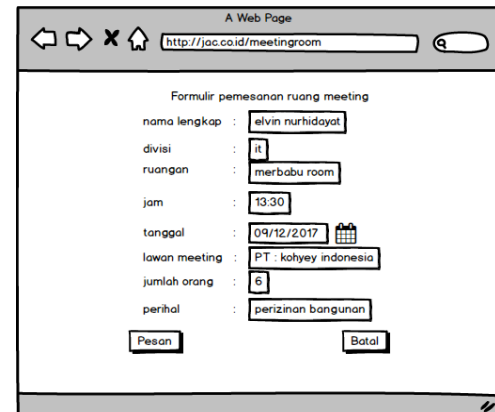 A Web Page
http://jac.co.id/meetingroom
Formulir pemesanan ruang meeting
nama lengkap : elvin nurhidayat
divisi : it
ruangan : merbabu room
jam : 13:30
tanggal : 09/12/2017
lawan meeting : PT : kohyey indonesia
jumlah orang : 6
perihal : perizinan bangunan
Pesan Batal